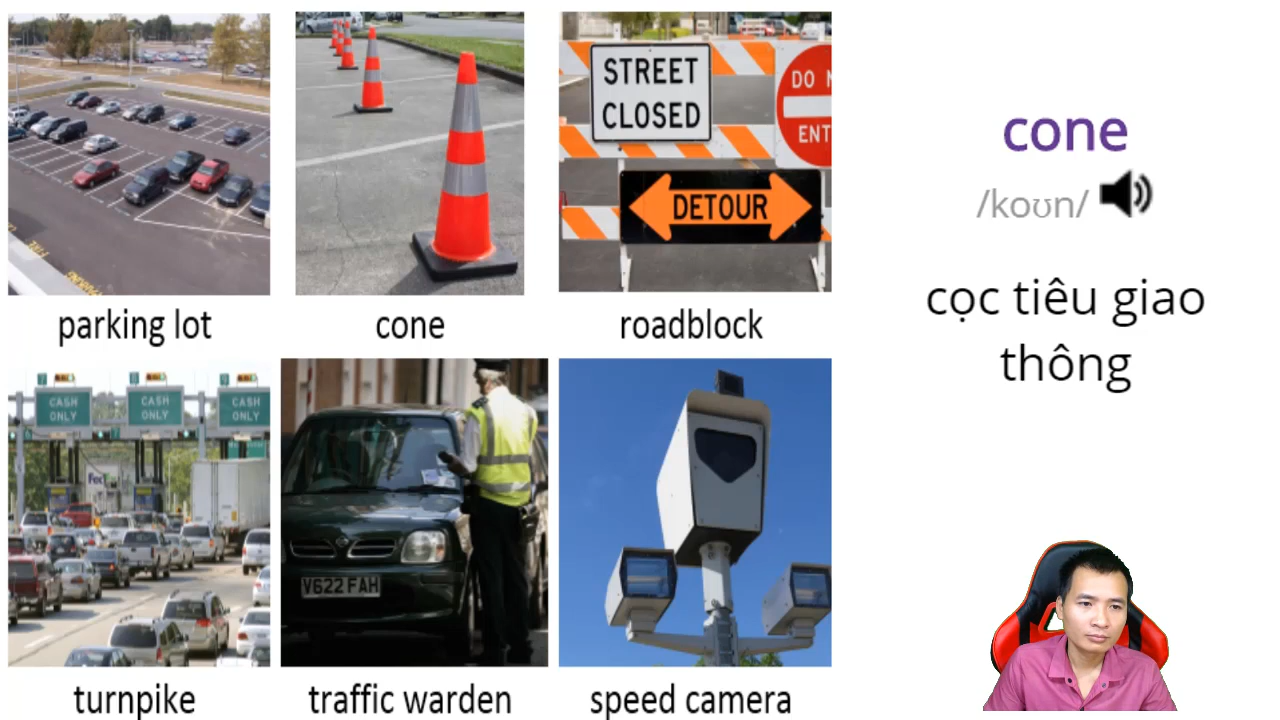 STREET
CLOSED
DO
ENT
DETOUR
parking lot
cone
roadblock
cone
/koʊn/
cọc tiêu giao
thông
CASH
ONLY
CASH
ONLY
CASH
ONLY
FedEx
V622 FAH
turnpike
traffic warden
speed camera